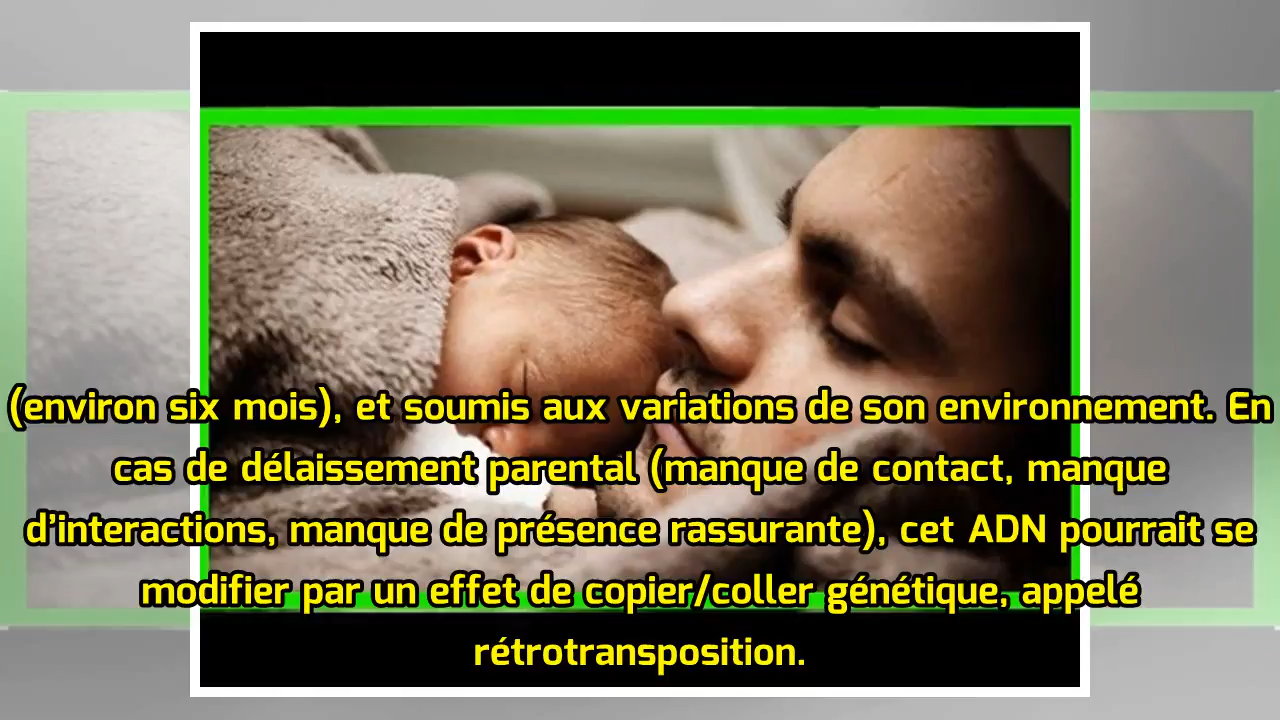 (environ six mois), et soumis aux variations de son environnement. En
cas de délaissement parental (manque de contact, manque
d’interactions, manque de présence rassurante), cet ADN pourrait se
modifier par un effet de copier/coller génétique, appelé
rétrotransposition.